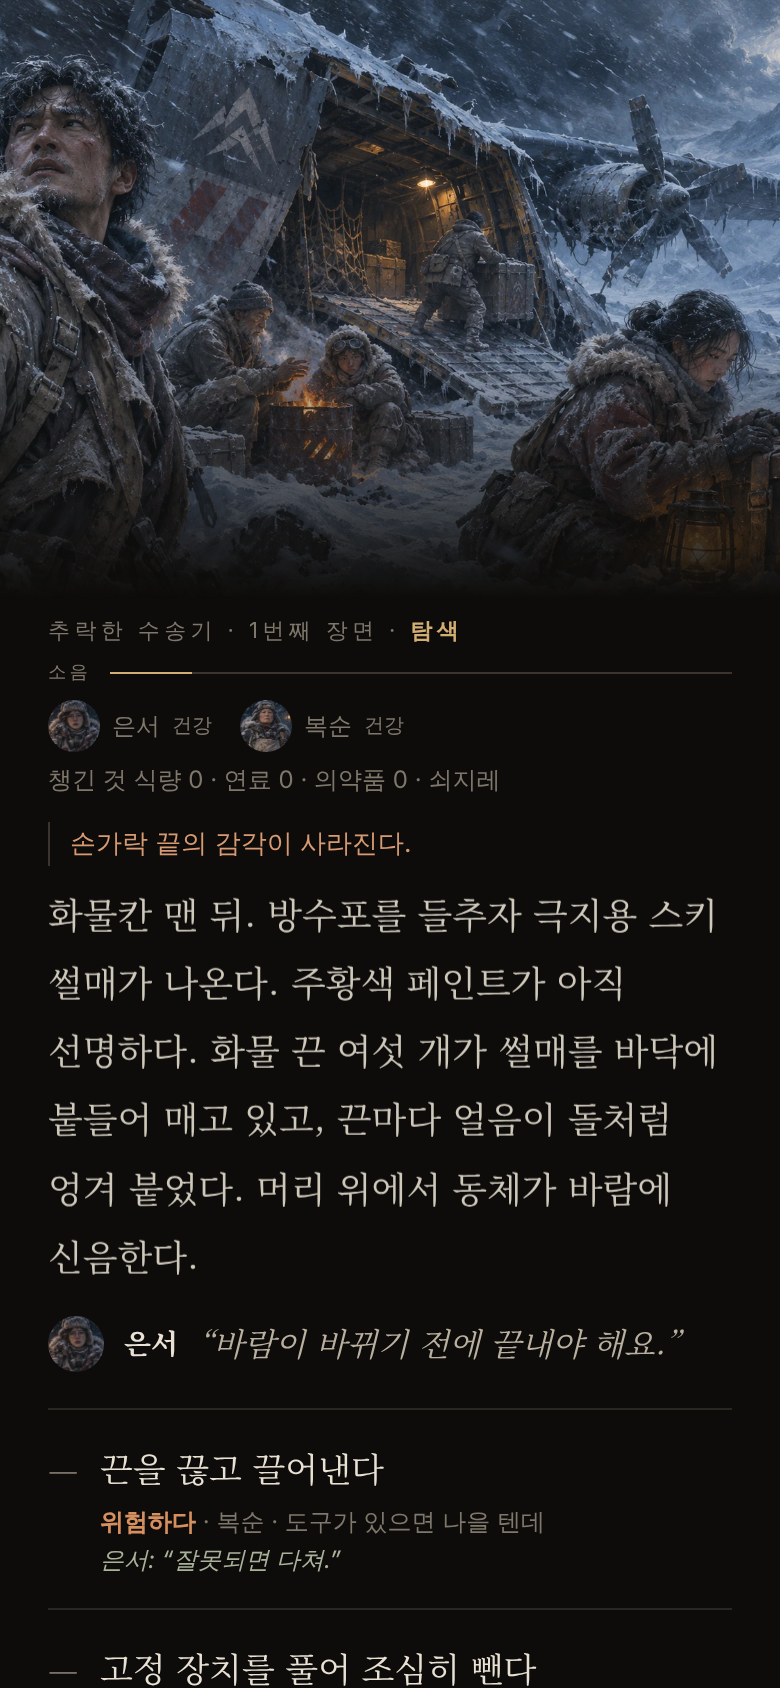 추락한 수송기 · 1번째 장면 · 탐색
소음
은서 건강 복순 건강
챙긴 것 식량 0 · 연료 0 · 의약품 0 · 쇠지레
손가락 끝의 감각이 사라진다.
화물칸 맨 뒤. 방수포를 들추자 극지용 스키
썰매가 나온다. 주황색 페인트가 아직
선명하다. 화물 끈 여섯 개가 썰매를 바닥에
붙들어 매고 있고, 끈마다 얼음이 돌처럼
엉겨 붙었다. 머리 위에서 동체가 바람에
신음한다.
은서 “바람이 바뀌기 전에 끝내야 해요.”
— 끈을 끊고 끌어낸다
위험하다 · 복순 · 도구가 있으면 나을 텐데
은서: “잘못되면 다쳐.”
— 고정 장치를 풀어 조심히 뺀다